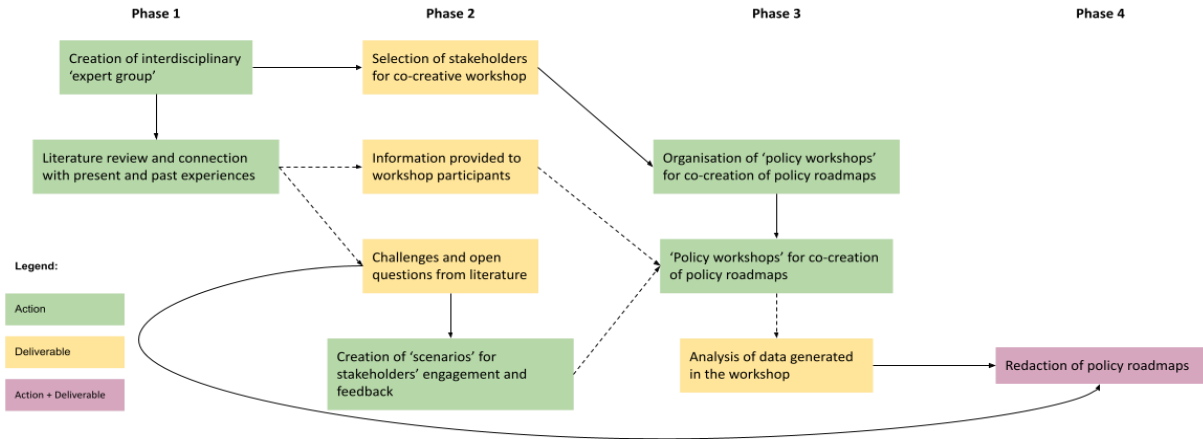 Phase 1
Phase 2
Phase 3
Phase 4
Creation of interdisciplinary
‘expert group’
Selection of stakeholders
for co-creative workshop
Literature review and connection
with present and past experiences
Information provided to
workshop participants
Organisation of ‘policy workshops’
for co-creation of policy roadmaps
Challenges and open
questions from literature
‘Policy workshops’ for co-creation
of policy roadmaps
Creation of ‘scenarios’ for
stakeholders’ engagement and
feedback
Analysis of data generated
in the workshop
Redaction of policy roadmaps
Legend:
Action
Deliverable
Action + Deliverable